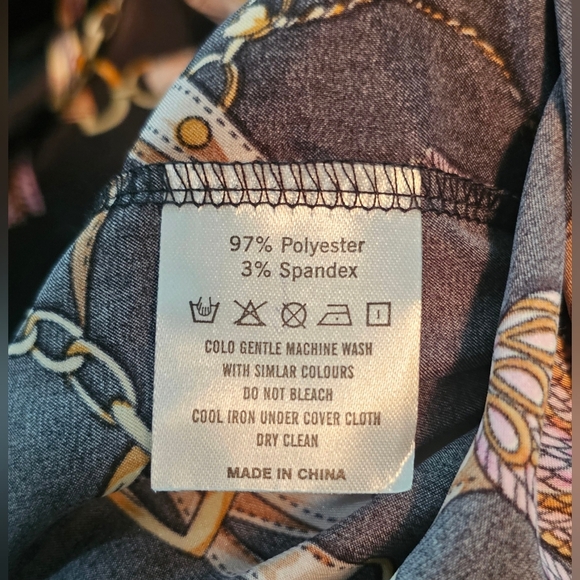 97% Polyester
3% Spandex
COLO GENTLE MACHINE WASH
WITH SIMLAR COLOURS
DO NOT BLEACH
COOL IRON UNDER COVER CLOTH
DRY CLEAN
MADE IN CHINA